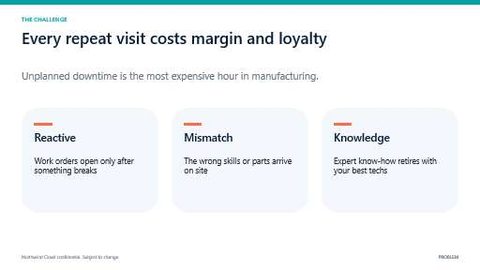 THE CHALLENGE
Every repeat visit costs margin and loyalty
Unplanned downtime is the most expensive hour in manufacturing.
Reactive
Work orders open only after
something breaks
Mismatch
The wrong skills or parts arrive
on site
Knowledge
Expert know-how retires with
your best techs
Northwind Cloud confidential. Subject to change.
PROBLEM